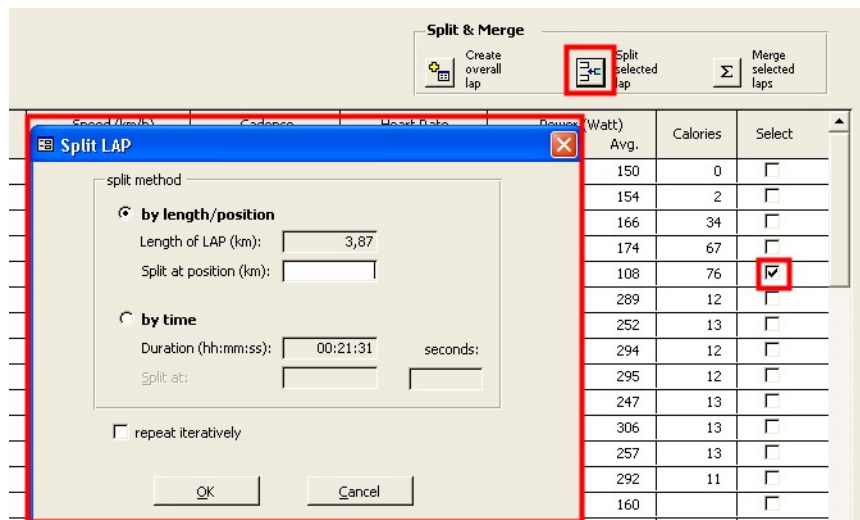 Split & Merge
Create overall lap
Split selected lap
Σ
Merge selected laps
Speed (km/h) Cadence Heart Rate Power (Watt)
Avg. Calories Select
Split LAP
split method
by length/position
Length of LAP (km): 3,87
Split at position (km):
by time
Duration (hh:mm:ss): 00:21:31 seconds:
Split at:
repeat iteratively
OK Cancel
150 0
154 2
166 34
174 67
108 76
289 12
252 13
294 12
295 12
247 13
306 13
257 13
292 11
160